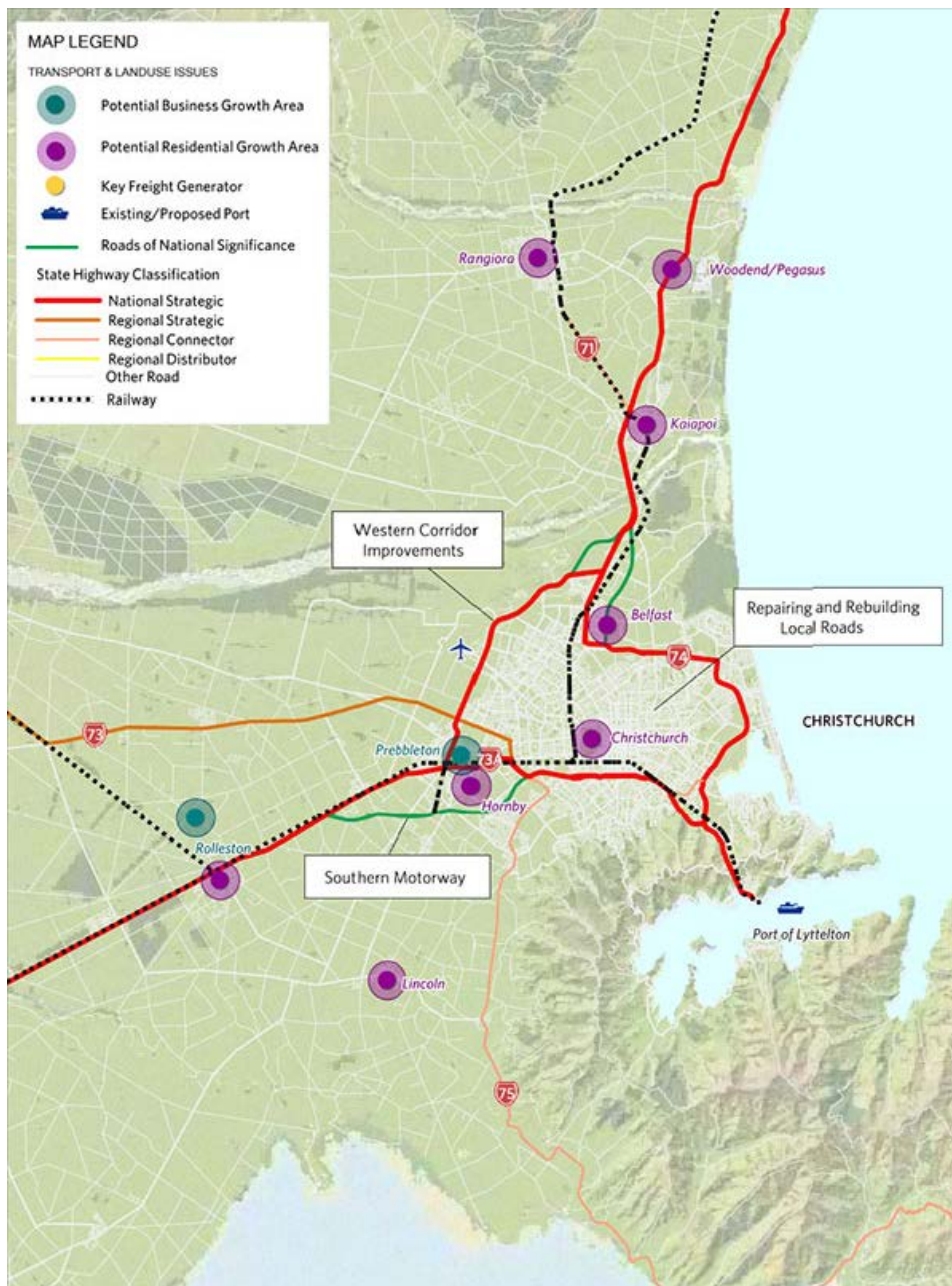 MAP LEGEND
TRANSPORT & LANDUSE ISSUES
Potential Business Growth Area
Potential Residential Growth Area
Key Freight Generator
Existing/Proposed Port
Roads of National Significance
State Highway Classification
National Strategic
Regional Strategic
Regional Connector
Regional Distributor
Other Road
Railway
Rangiora
Woodend/Pegasus
71
Kaiapoi
Western Corridor
Improvements
Belfast
Repairing and Rebuilding
Local Roads
74
73
Christchurch
CHRISTCHURCH
Prebbleton
73A
Hornby
Rolleston
Southern Motorway
Port of Lyttelton
Lincoln
75